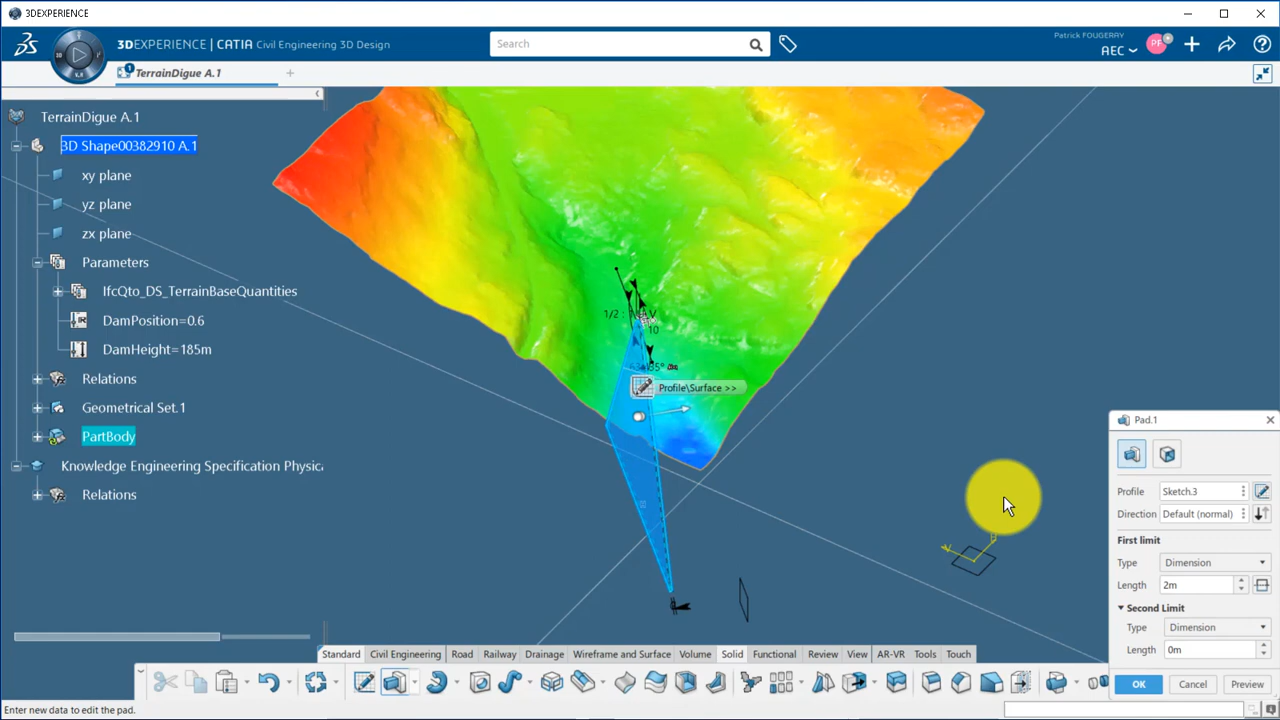 3DEXPERIENCE
3DEXPERIENCE | CATIA Civil Engineering 3D Design
Search
Patrick FOUGERAY
AEC
PF
3D
V.R
TerrainDigue A.1
TerrainDigue A.1
3D Shape00382910 A.1
xy plane
yz plane
zx plane
Parameters
IfcQto_DS_TerrainBaseQuantities
DamPosition=0.6
DamHeight=185m
Relations
Geometrical Set.1
PartBody
Knowledge Engineering Specification Physica
Relations
10
Profile\Surface >>
Pad.1
Profile Sketch.3
Direction Default (normal)
First limit
Type Dimension
Length 2m
Second Limit
Type Dimension
Length 0m
OK Cancel Preview
Standard Civil Engineering Road Railway Drainage Wireframe and Surface Volume Solid Functional Review View AR-VR Tools Touch
Enter new data to edit the pad.